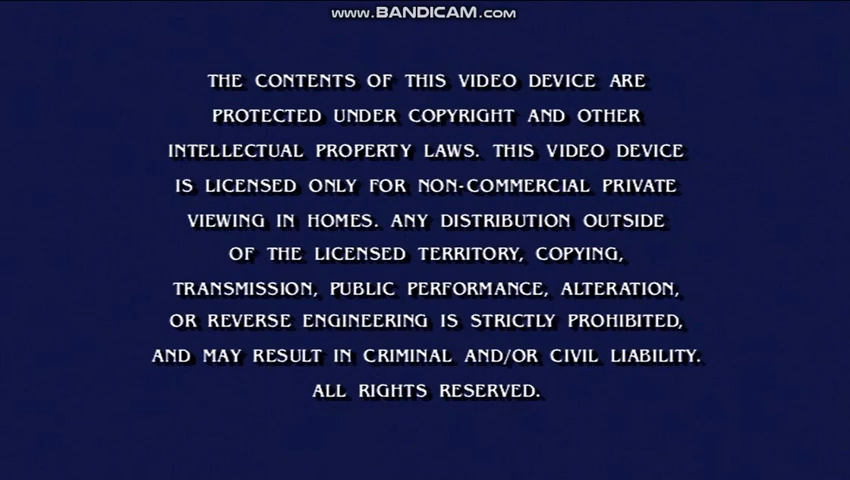 www.BANDICAM.com
THE CONTENTS OF THIS VIDEO DEVICE ARE
PROTECTED UNDER COPYRIGHT AND OTHER
INTELLECTUAL PROPERTY LAWS. THIS VIDEO DEVICE
IS LICENSED ONLY FOR NON-COMMERCIAL PRIVATE
VIEWING IN HOMES. ANY DISTRIBUTION OUTSIDE
OF THE LICENSED TERRITORY, COPYING,
TRANSMISSION, PUBLIC PERFORMANCE, ALTERATION,
OR REVERSE ENGINEERING IS STRICTLY PROHIBITED,
AND MAY RESULT IN CRIMINAL AND/OR CIVIL LIABILITY.
ALL RIGHTS RESERVED.